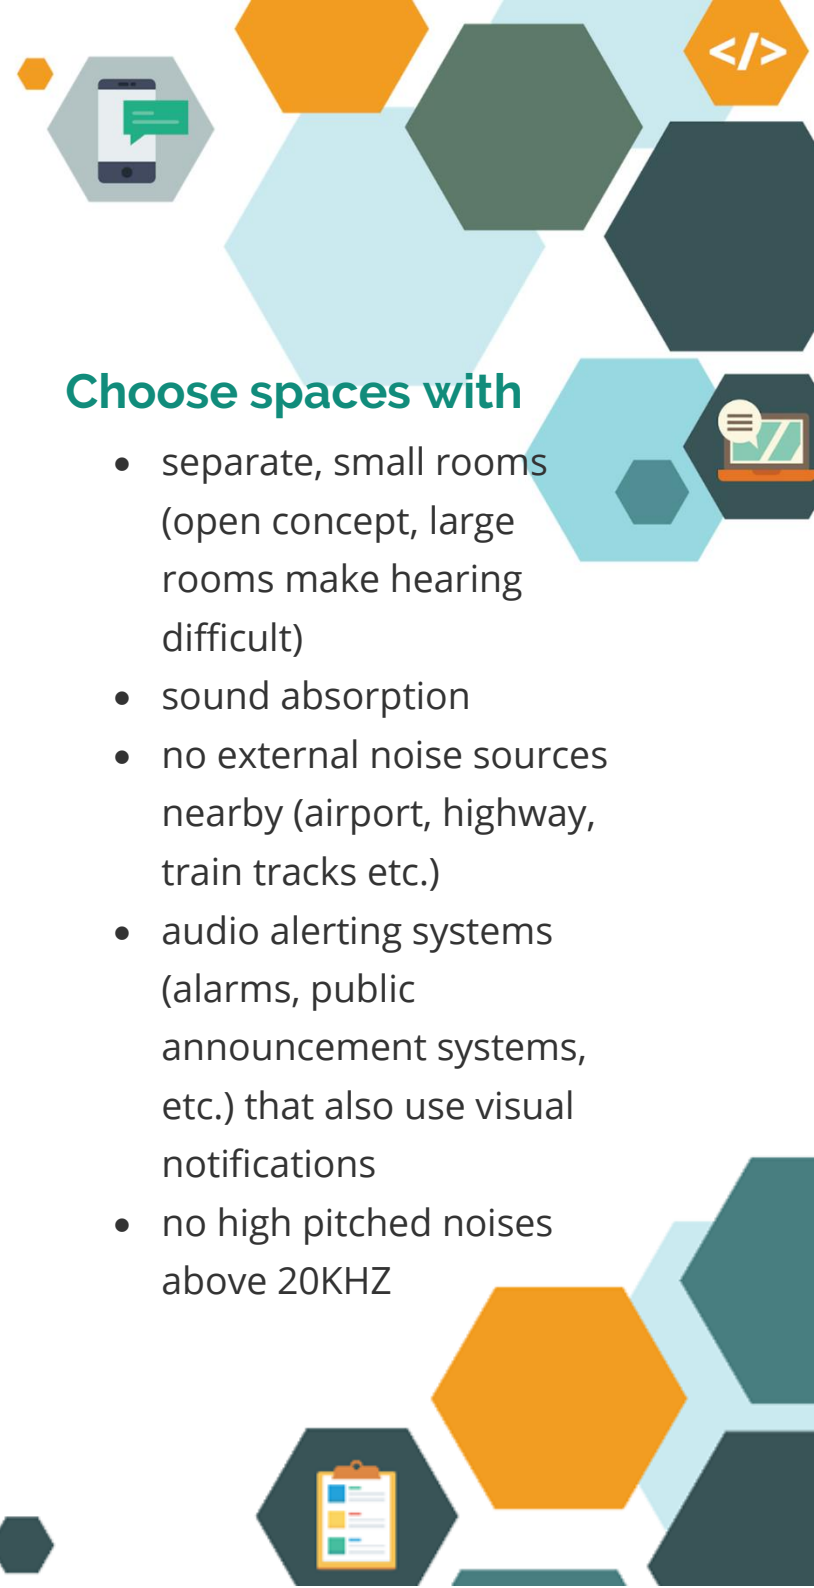 </>
Choose spaces with
• separate, small rooms
(open concept, large
rooms make hearing
difficult)
• sound absorption
• no external noise sources
nearby (airport, highway,
train tracks etc.)
• audio alerting systems
(alarms, public
announcement systems,
etc.) that also use visual
notifications
• no high pitched noises
above 20KHZ